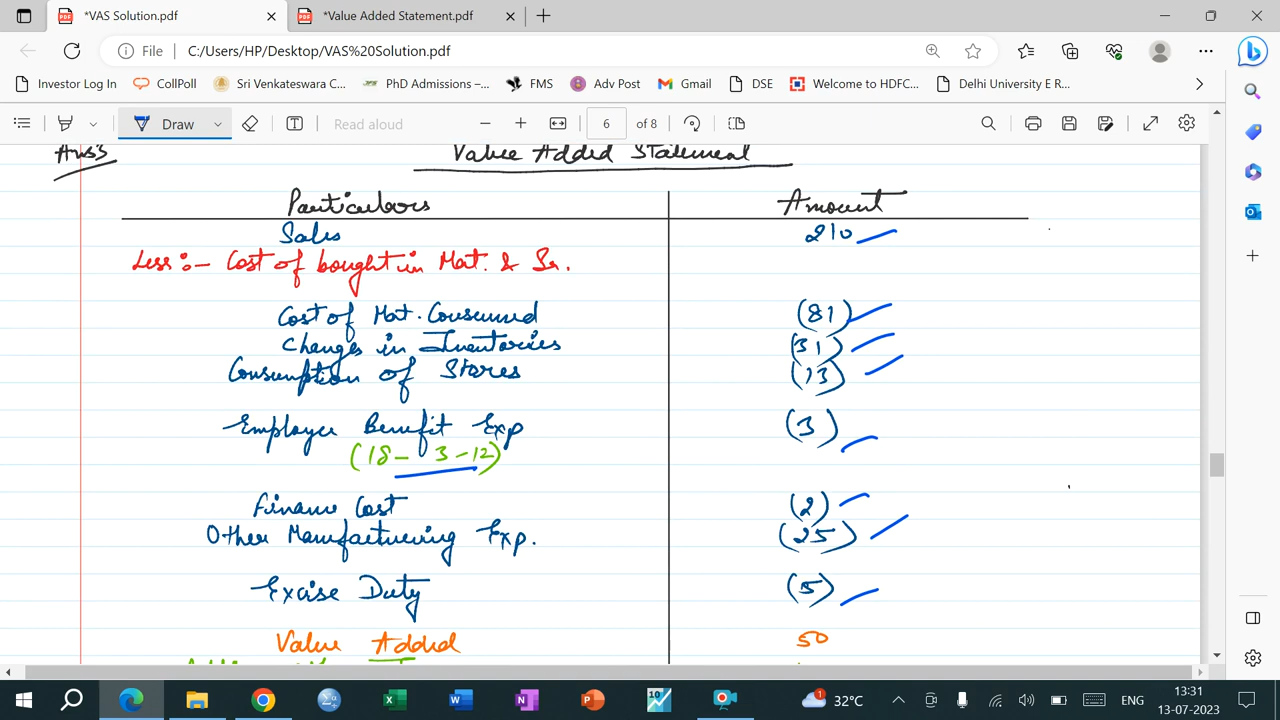 *VAS Solution.pdf
*Value Added Statement.pdf
File
C:/Users/HP/Desktop/VAS%20Solution.pdf
Investor Log In
CollPoll
Sri Venkateswara C...
PhD Admissions –...
FMS
Adv Post
Gmail
DSE
Welcome to HDFC...
Delhi University E R...
Draw
Read aloud
6 of 8
Value Added Statement
Particulars Amount
Sales 210
Less :- Cost of bought in Mat. & Sr.
Cost of Mat. Consumed (81)
Changes in Inventories (31)
Consumption of Stores (13)
Employee Benefit Exp (3)
(18 - 3 - 12)
Finance Cost (2)
Other Manufacturing Exp. (25)
Excise Duty (5)
Value Added 50
1
32°C
ENG
13:31
13-07-2023